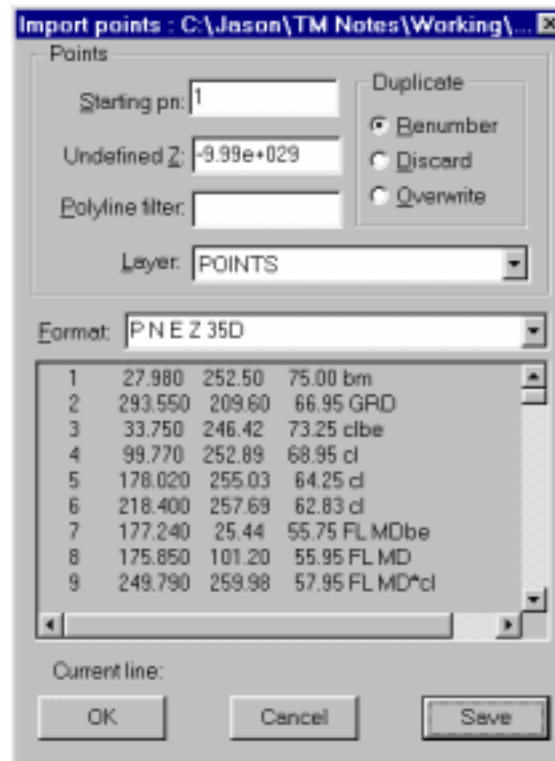 Import points : C:\Jason\TM Notes\Working\...
Points
Starting pn: 1
Undefined Z: -9.99e+029
Polyline filter:
Duplicate
Renumber
Discard
Overwrite
Layer: POINTS
Format: P N E Z 35D
1 27.980 252.50 75.00 bm
2 293.550 209.60 66.95 GRD
3 33.750 246.42 73.25 clbe
4 99.770 252.89 68.95 cl
5 178.020 255.03 64.25 cl
6 218.400 257.69 62.83 cl
7 177.240 25.44 55.75 FL MDbe
8 175.850 101.20 55.95 FL MD
9 249.790 259.98 57.95 FL MD*cl
Current line:
OK Cancel Save